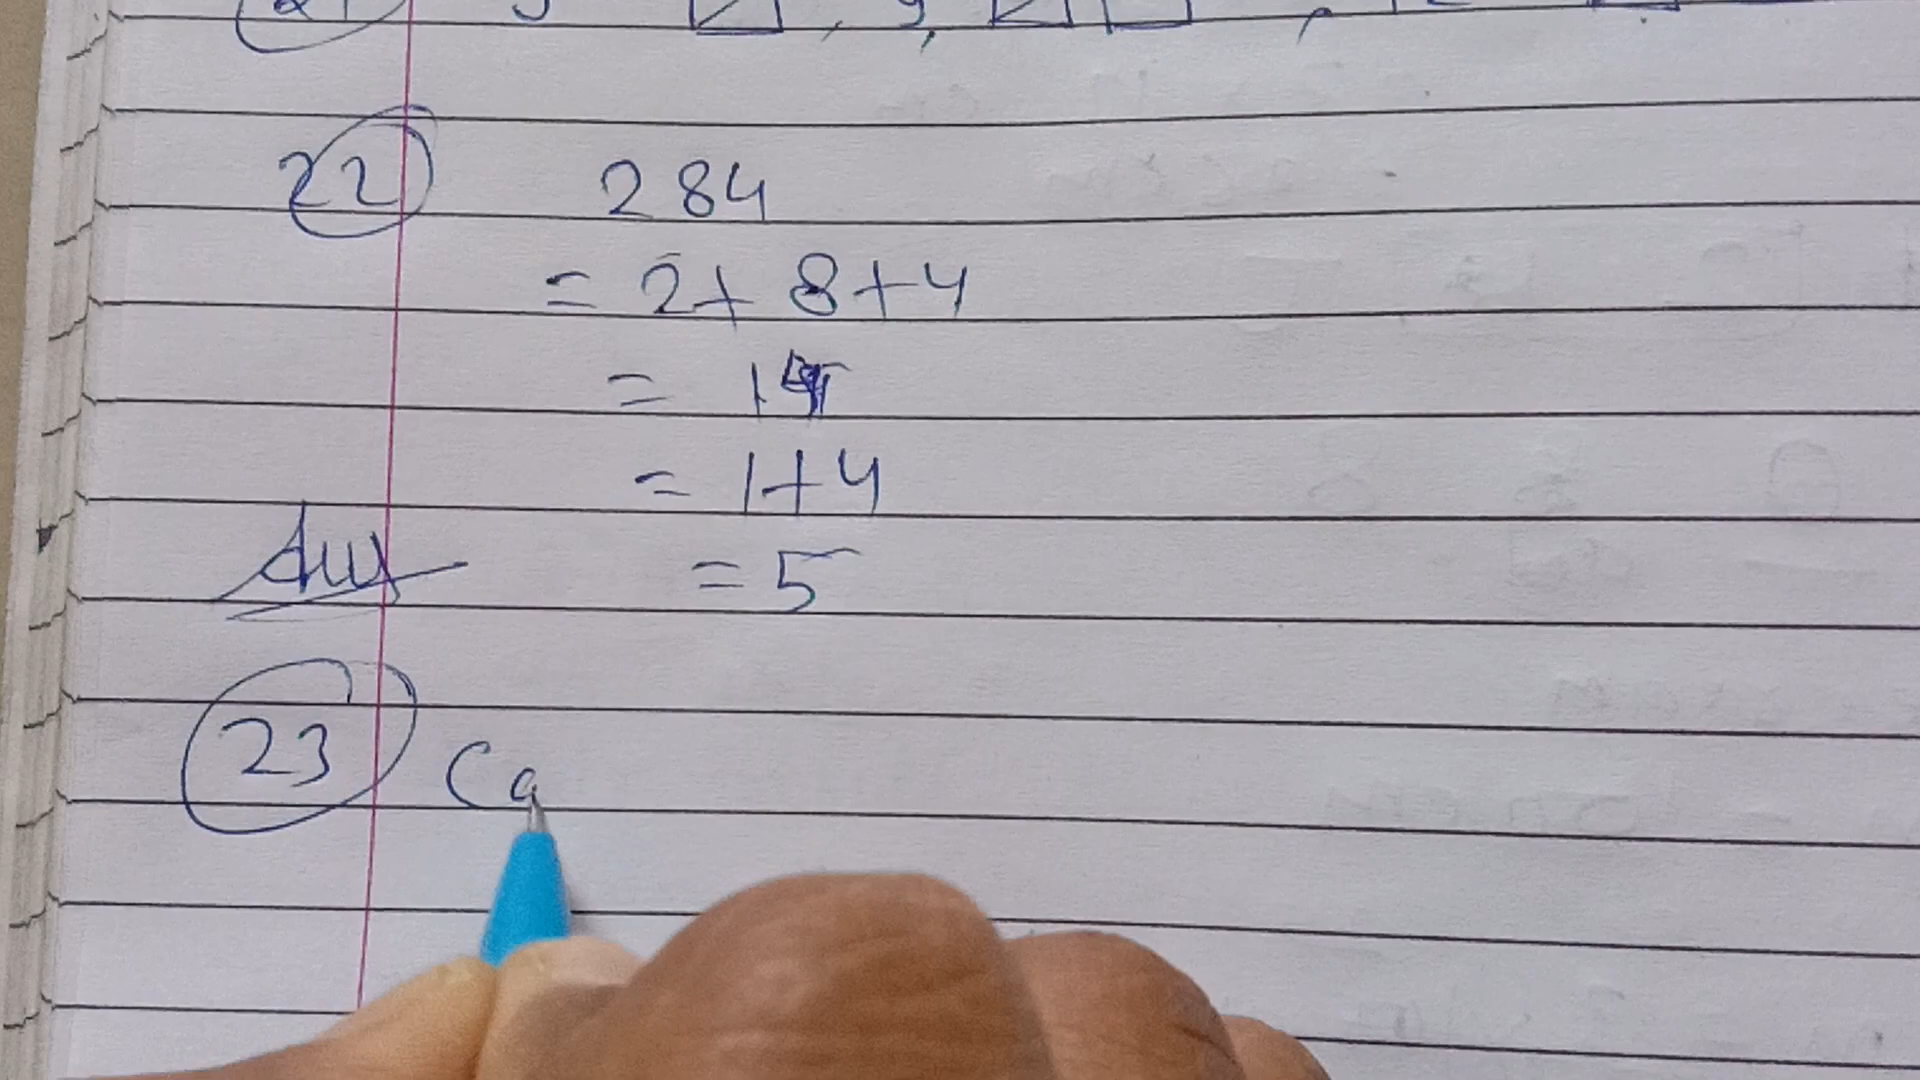 22 284
= 2 + 8 + 4
= 14
= 1 + 4
Ans = 5
23 Ca